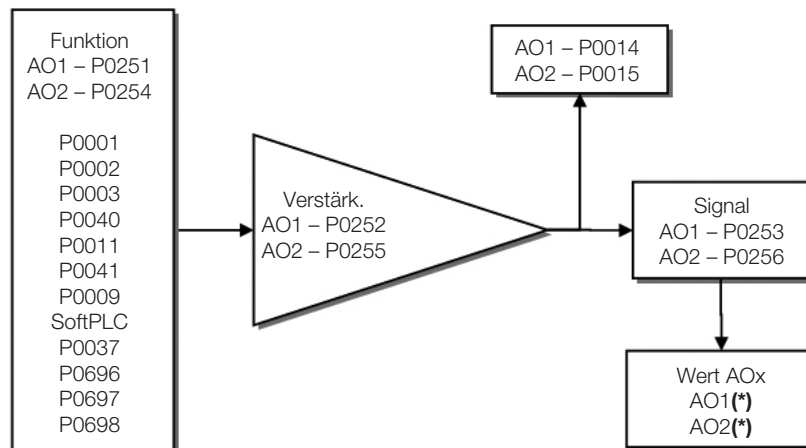 Funktion
AO1 – P0251
AO2 – P0254
P0001
P0002
P0003
P0040
P0011
P0041
P0009
SoftPLC
P0037
P0696
P0697
P0698
Verstärk.
AO1 – P0252
AO2 – P0255
AO1 – P0014
AO2 – P0015
Signal
AO1 – P0253
AO2 – P0256
Wert AOx
AO1(*)
AO2(*)